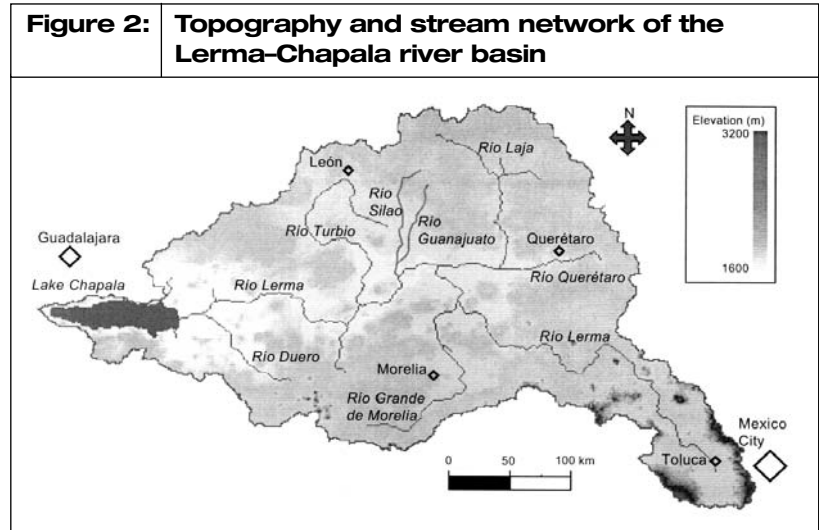 Figure 2:
Topography and stream network of the
Lerma-Chapala river basin
N
Elevation (m)
3200
1600
León
Río Laja
Río
Silao
Río
Guanajuato
Río Turbio
Guadalajara
Querétaro
Río Querétaro
Lake Chapala
Río Lerma
Río Lerma
Río Duero
Morelia
Río Grande
de Morelia
Mexico
City
Toluca
0 50 100 km